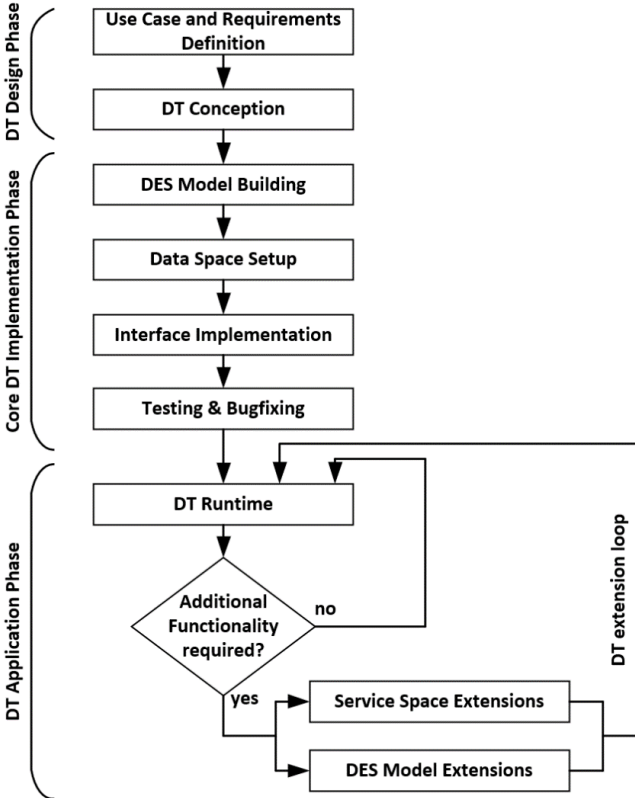 DT Design Phase
Use Case and Requirements
Definition
DT Conception
Core DT Implementation Phase
DES Model Building
Data Space Setup
Interface Implementation
Testing & Bugfixing
DT Application Phase
DT Runtime
Additional
Functionality
required?
no
yes
Service Space Extensions
DES Model Extensions
DT extension loop